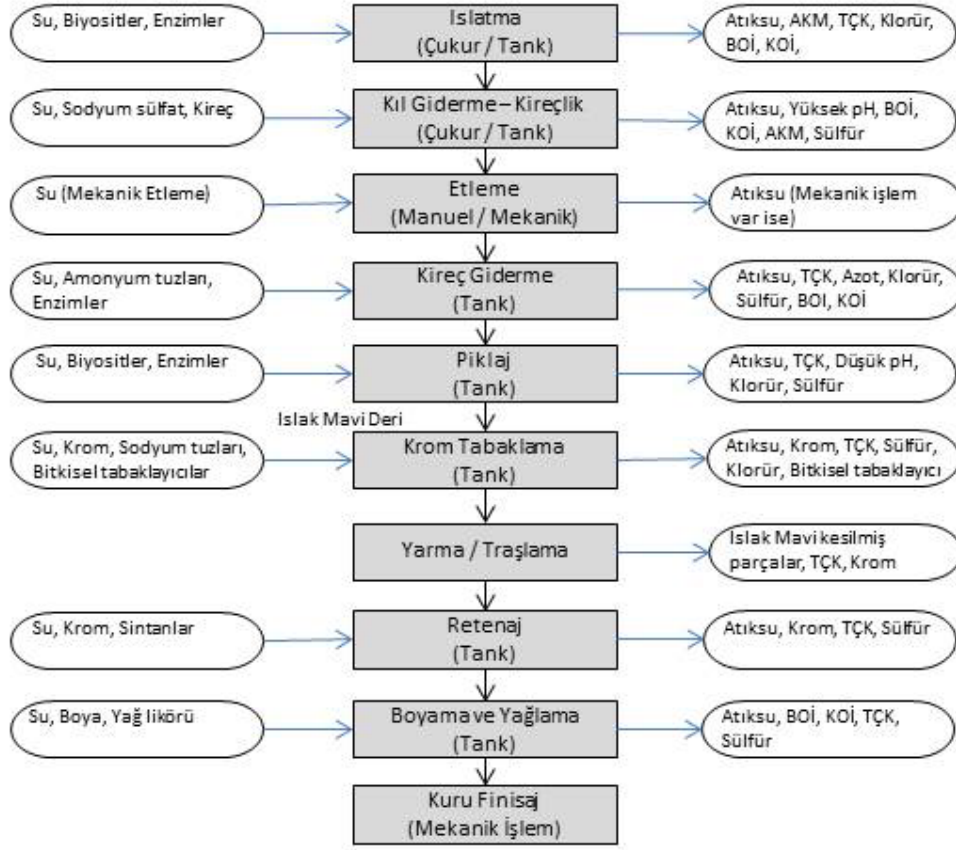 Su, Biyositler, Enzimler
Islatma
(Çukur / Tank)
Atıksu, AKM, TÇK, Klorür,
BOİ, KOİ,
Su, Sodyum sülfat, Kireç
Kıl Giderme – Kireçlik
(Çukur / Tank)
Atıksu, Yüksek pH, BOİ,
KOİ, AKM, Sülfür
Su (Mekanik Etleme)
Etleme
(Manuel / Mekanik)
Atıksu (Mekanik işlem
var ise)
Su, Amonyum tuzları,
Enzimler
Kireç Giderme
(Tank)
Atıksu, TÇK, Azot, Klorür,
Sülfür, BOI, KOİ
Su, Biyositler, Enzimler
Piklaj
(Tank)
Atıksu, TÇK, Düşük pH,
Klorür, Sülfür
Islak Mavi Deri
Su, Krom, Sodyum tuzları,
Bitkisel tabaklayıcılar
Krom Tabaklama
(Tank)
Atıksu, Krom, TÇK, Sülfür,
Klorür, Bitkisel tabaklayıcı
Yarma / Traşlama
Islak Mavi kesilmiş
parçalar, TÇK, Krom
Su, Krom, Sintanlar
Retenaj
(Tank)
Atıksu, Krom, TÇK, Sülfür
Su, Boya, Yağ likörü
Boyama ve Yağlama
(Tank)
Atıksu, BOİ, KOİ, TÇK,
Sülfür
Kuru Finisaj
(Mekanik İşlem)